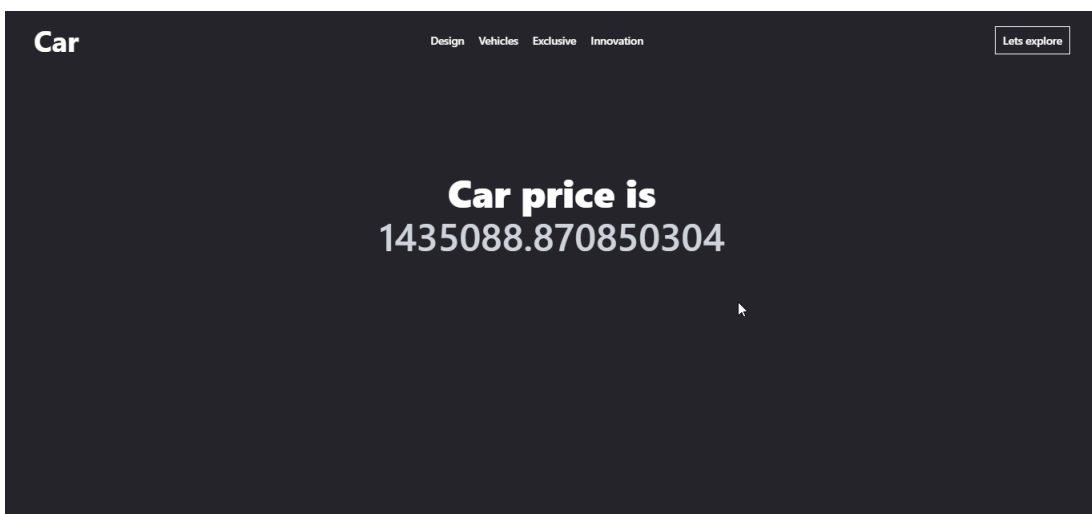 Car
Design Vehicles Exclusive Innovation
Lets explore
Car price is
1435088.870850304